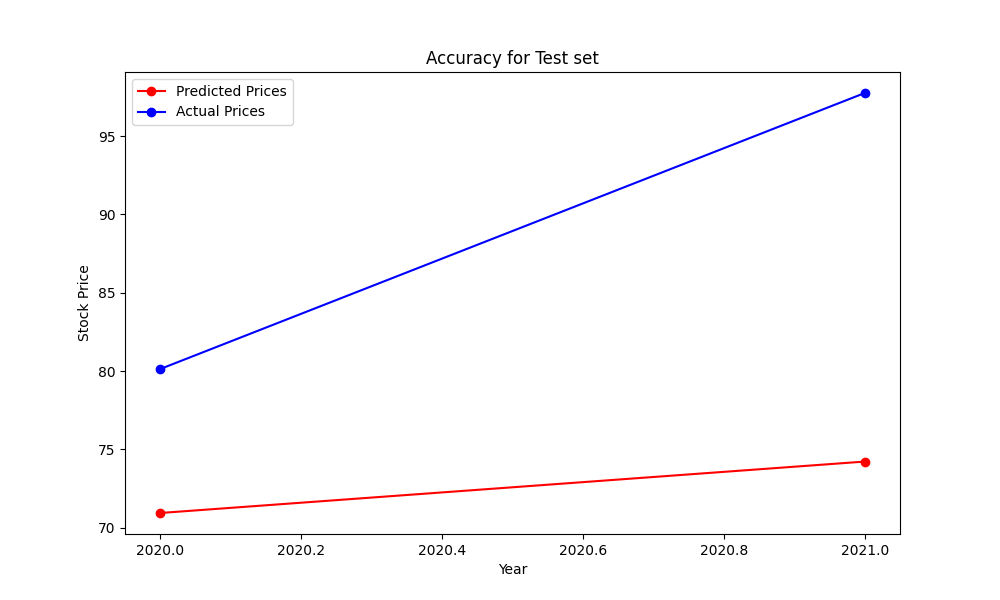 Accuracy for Test set
Predicted Prices
Actual Prices
95
90
85
80
75
70
Stock Price
2020.0 2020.2 2020.4 2020.6 2020.8 2021.0
Year